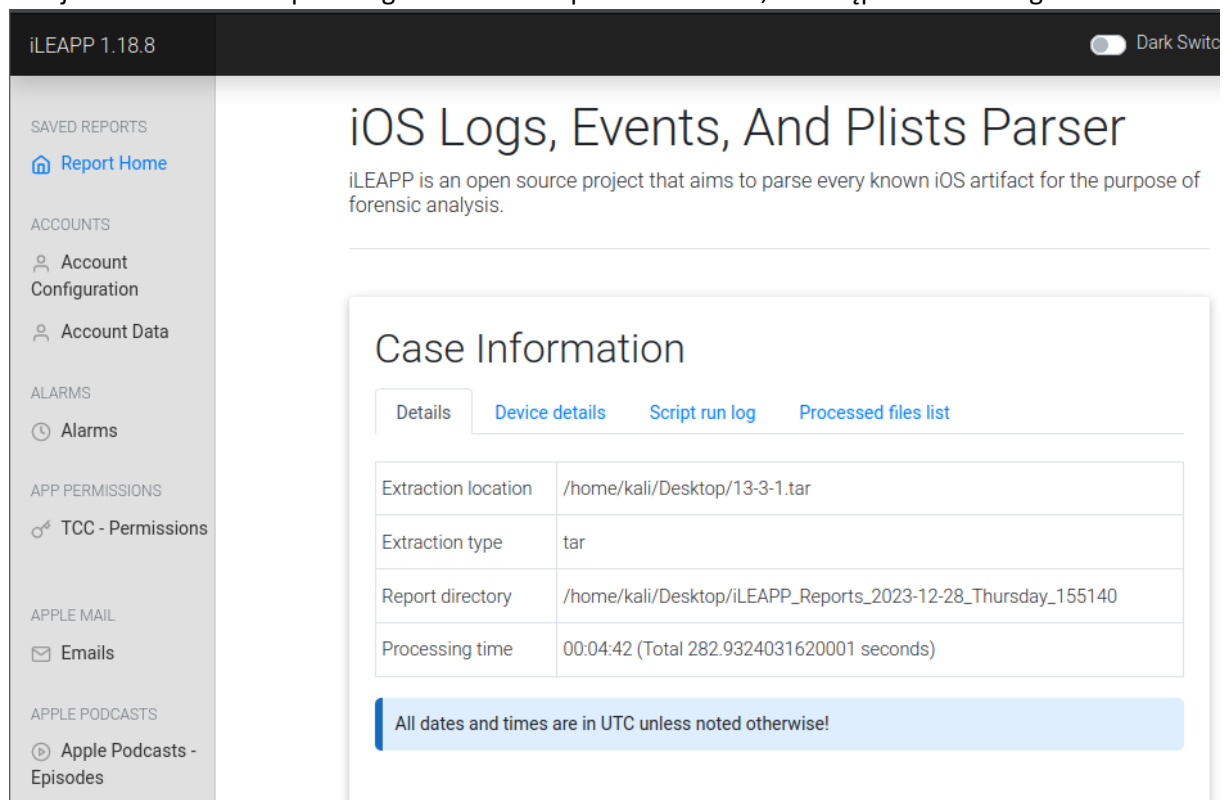 iLEAPP 1.18.8
Dark Switc
SAVED REPORTS
Report Home
ACCOUNTS
Account
Configuration
Account Data
ALARMS
Alarms
APP PERMISSIONS
TCC - Permissions
APPLE MAIL
Emails
APPLE PODCASTS
Apple Podcasts -
Episodes
iOS Logs, Events, And Plists Parser
iLEAPP is an open source project that aims to parse every known iOS artifact for the purpose of
forensic analysis.
Case Information
Details Device details Script run log Processed files list
Extraction location /home/kali/Desktop/13-3-1.tar
Extraction type tar
Report directory /home/kali/Desktop/iLEAPP_Reports_2023-12-28_Thursday_155140
Processing time 00:04:42 (Total 282.9324031620001 seconds)
All dates and times are in UTC unless noted otherwise!